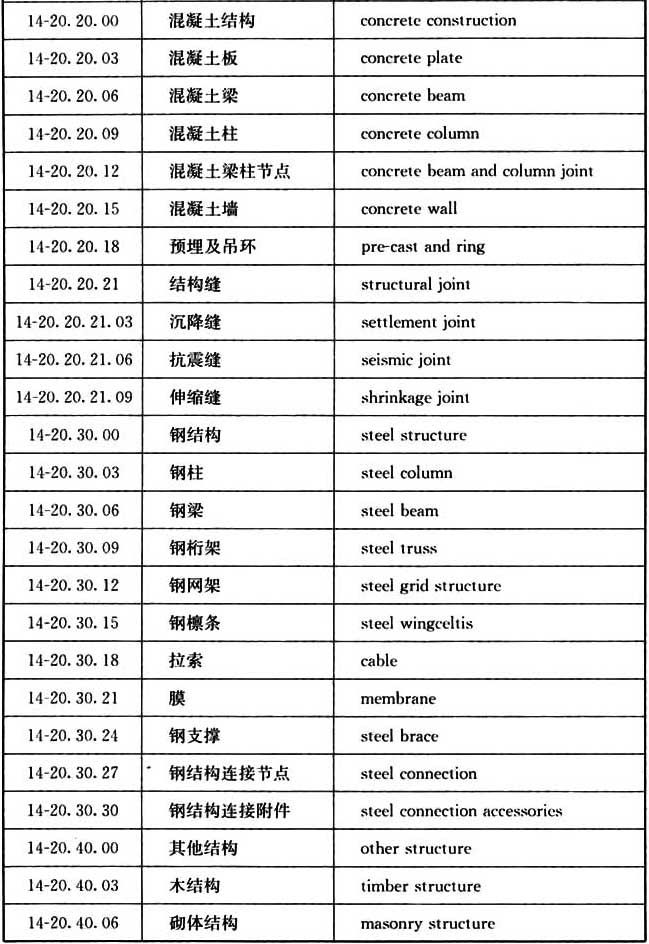 14-20. 20. 00 混凝土结构 concrete construction
14-20. 20. 03 混凝土板 concrete plate
14-20. 20. 06 混凝土梁 concrete beam
14-20. 20. 09 混凝土柱 concrete column
14-20. 20. 12 混凝土梁柱节点 concrete beam and column joint
14-20. 20. 15 混凝土墙 concrete wall
14-20. 20. 18 预埋及吊环 pre-cast and ring
14-20. 20. 21 结构缝 structural joint
14-20. 20. 21. 03 沉降缝 settlement joint
14-20. 20. 21. 06 抗震缝 seismic joint
14-20. 20. 21. 09 伸缩缝 shrinkage joint
14-20. 30. 00 钢结构 steel structure
14-20. 30. 03 钢柱 steel column
14-20. 30. 06 钢梁 steel beam
14-20. 30. 09 钢桁架 steel truss
14-20. 30. 12 钢网架 steel grid structure
14-20. 30. 15 钢檩条 steel wingceltis
14-20. 30. 18 拉索 cable
14-20. 30. 21 膜 membrane
14-20. 30. 24 钢支撑 steel brace
14-20. 30. 27 钢结构连接节点 steel connection
14-20. 30. 30 钢结构连接附件 steel connection accessories
14-20. 40. 00 其他结构 other structure
14-20. 40. 03 木结构 timber structure
14-20. 40. 06 砌体结构 masonry structure